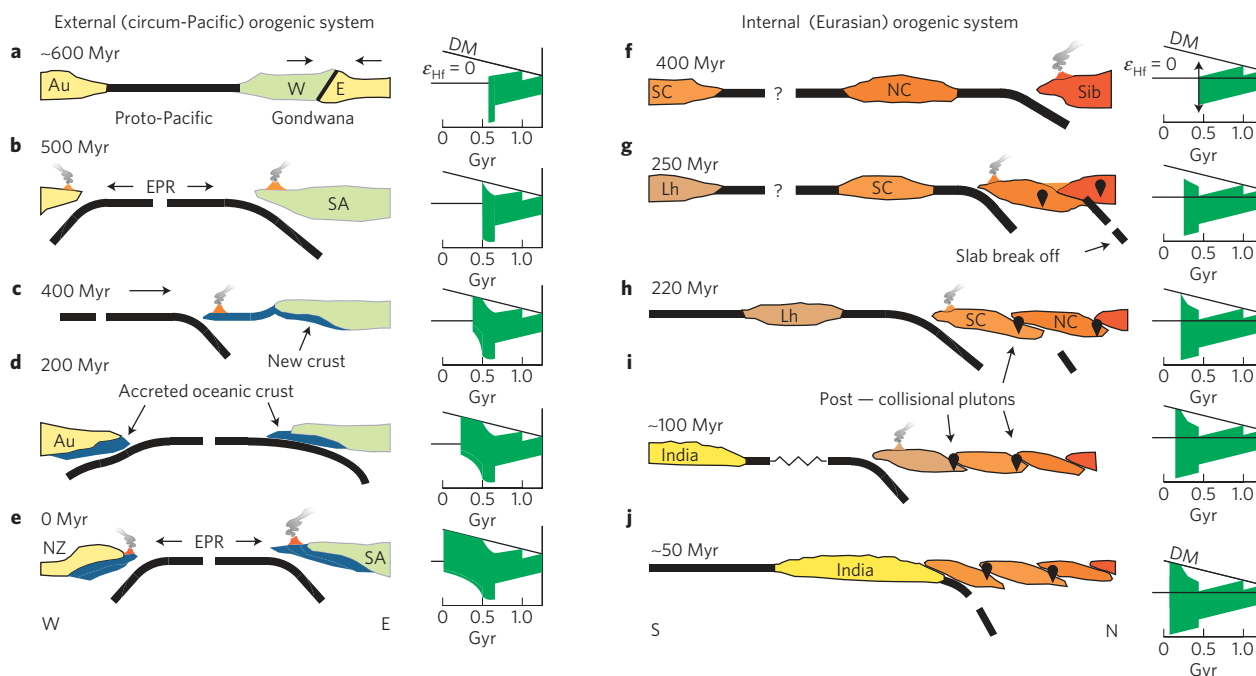 External (circum-Pacific) orogenic system
a
~600 Myr
Au
W
E
Proto-Pacific
Gondwana
DM
εHf = 0
0
0.5
1.0
Gyr
b
500 Myr
EPR
SA
0
0.5
1.0
Gyr
c
400 Myr
New crust
0
0.5
1.0
Gyr
d
200 Myr
Accreted oceanic crust
Au
0
0.5
1.0
Gyr
e
0 Myr
NZ
EPR
SA
0
0.5
1.0
Gyr
W
E
Internal (Eurasian) orogenic system
f
400 Myr
SC
?
NC
Sib
DM
εHf = 0
0
0.5
1.0
Gyr
g
250 Myr
Lh
?
SC
Slab break off
0
0.5
1.0
Gyr
h
220 Myr
Lh
SC
NC
0
0.5
1.0
Gyr
i
Post — collisional plutons
~100 Myr
India
0
0.5
1.0
Gyr
j
~50 Myr
India
DM
0
0.5
1.0
Gyr
S
N